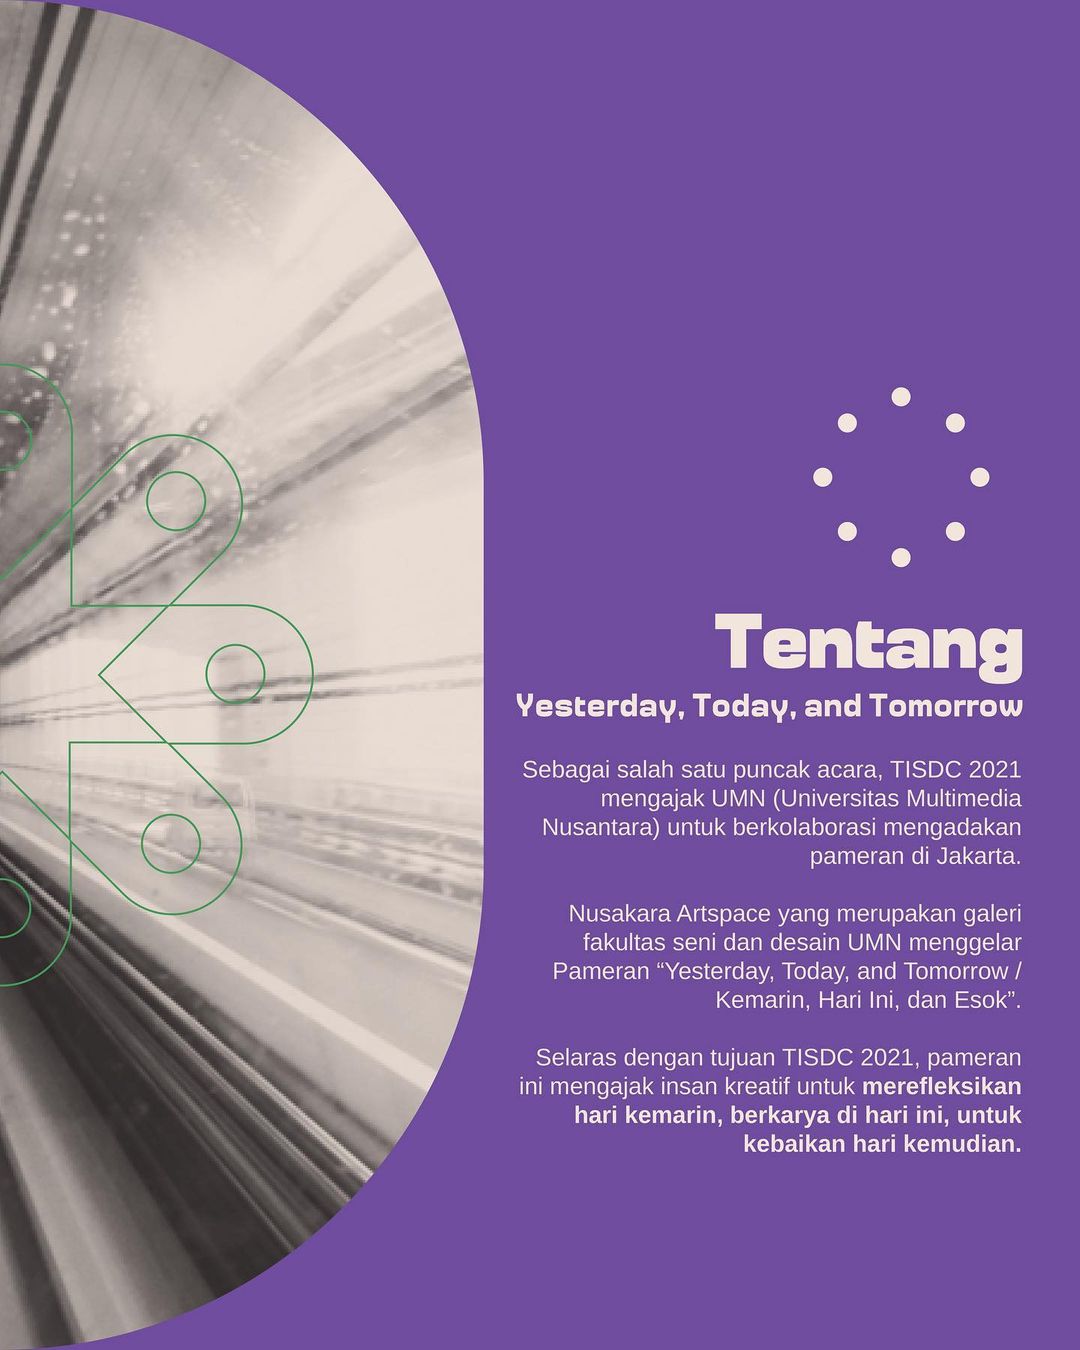 Tentang
Yesterday, Today, and Tomorrow
Sebagai salah satu puncak acara, TISDC 2021
mengajak UMN (Universitas Multimedia
Nusantara) untuk berkolaborasi mengadakan
pameran di Jakarta.
Nusakara Artspace yang merupakan galeri
fakultas seni dan desain UMN menggelar
Pameran “Yesterday, Today, and Tomorrow /
Kemarin, Hari Ini, dan Esok”.
Selaras dengan tujuan TISDC 2021, pameran
ini mengajak insan kreatif untuk merefleksikan
hari kemarin, berkarya di hari ini, untuk
kebaikan hari kemudian.